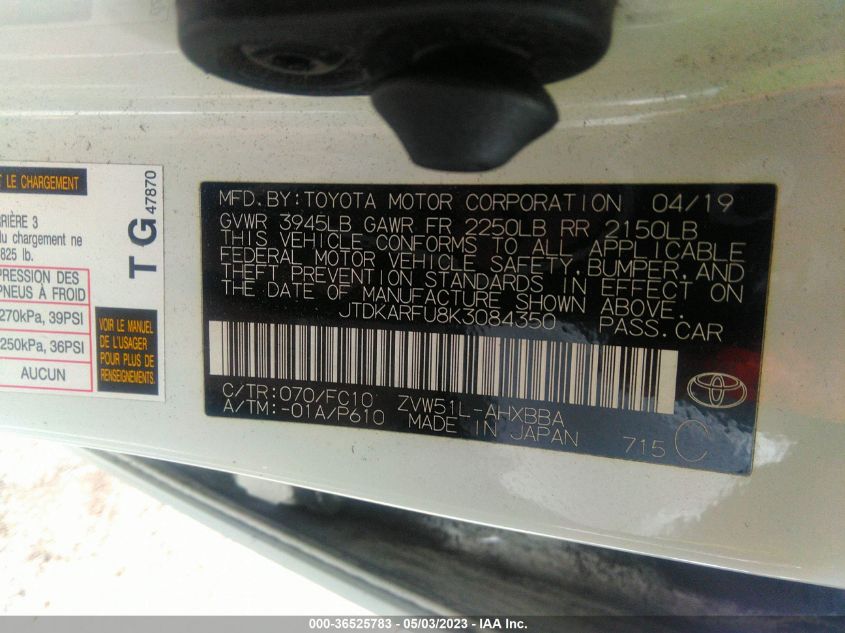 T LE CHARGEMENT
RIÈRE 3
u chargement ne
825 lb.
PRESSION DES
PNEUS À FROID
270kPa, 39PSI
250kPa, 36PSI
AUCUN
VOIR LE MANUEL
DE L'USAGER
POUR PLUS DE
RENSEIGNEMENTS.
TG
47870
MFD.BY:TOYOTA MOTOR CORPORATION 04/19
GVWR 3945LB GAWR FR 2250LB RR 2150LB
THIS VEHICLE CONFORMS TO ALL APPLICABLE
FEDERAL MOTOR VEHICLE SAFETY,BUMPER,AND
THEFT PREVENTION STANDARDS IN EFFECT ON
THE DATE OF MANUFACTURE SHOWN ABOVE.
JTDKARFU8K3084350 PASS.CAR
C/TR:070/FC10 ZVW51L-AHXBBA
A/TM:-01A/P610 MADE IN JAPAN 715 C
000-36525783 - 05/03/2023 - IAA Inc.